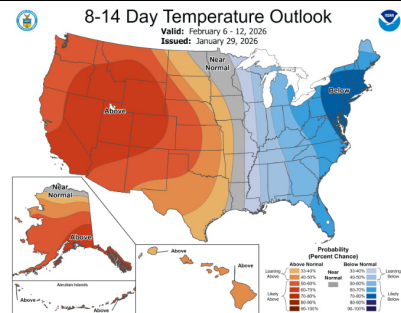 8-14 Day Temperature Outlook
Valid: February 6 - 12, 2026
Issued: January 29, 2026
NOAA
Near
Normal
Above
Below
Near
Normal
Above
Aleutian Islands
Above
Above
Above
Above
Probability
(Percent Chance)
Above Normal
Below Normal
Leaning
Above
33-40%
40-50%
50-60%
60-70%
70-80%
80-90%
90-100%
Likely
Above
Near
Normal
33-40%
40-50%
50-60%
60-70%
70-80%
80-90%
90-100%
Leaning
Below
Likely
Below